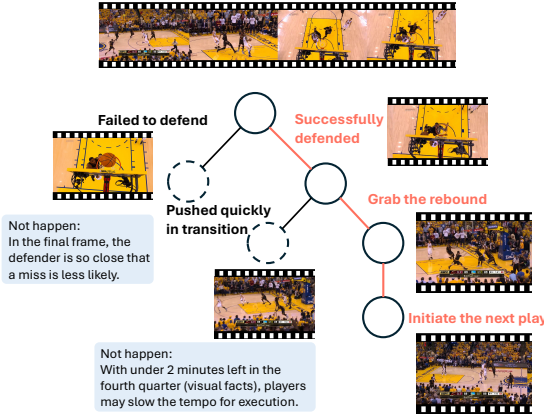 Failed to defend
Successfully
defended
Pushed quickly
in transition
Grab the rebound
Not happen:
In the final frame, the
defender is so close that
a miss is less likely.
Initiate the next play
Not happen:
With under 2 minutes left in the
fourth quarter (visual facts), players
may slow the tempo for execution.